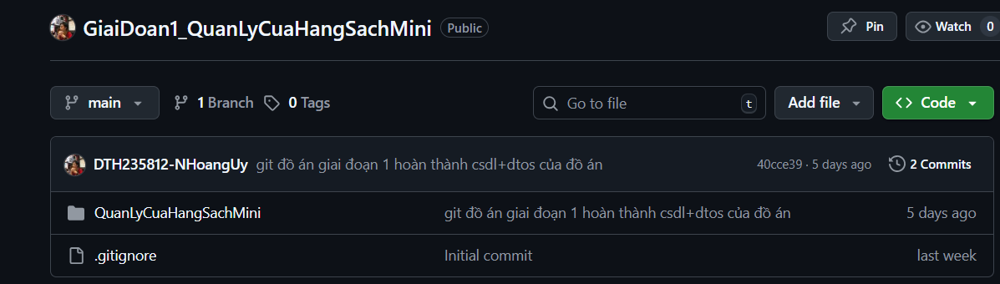 GiaiDoan1_QuanLyCuaHangSachMini Public Pin Watch 0
main 1 Branch 0 Tags Go to file t Add file Code
DTH235812-NHoangUy git đồ án giai đoạn 1 hoàn thành csdl+dtos của đồ án 40cce39 · 5 days ago 2 Commits
QuanLyCuaHangSachMini git đồ án giai đoạn 1 hoàn thành csdl+dtos của đồ án 5 days ago
.gitignore Initial commit last week